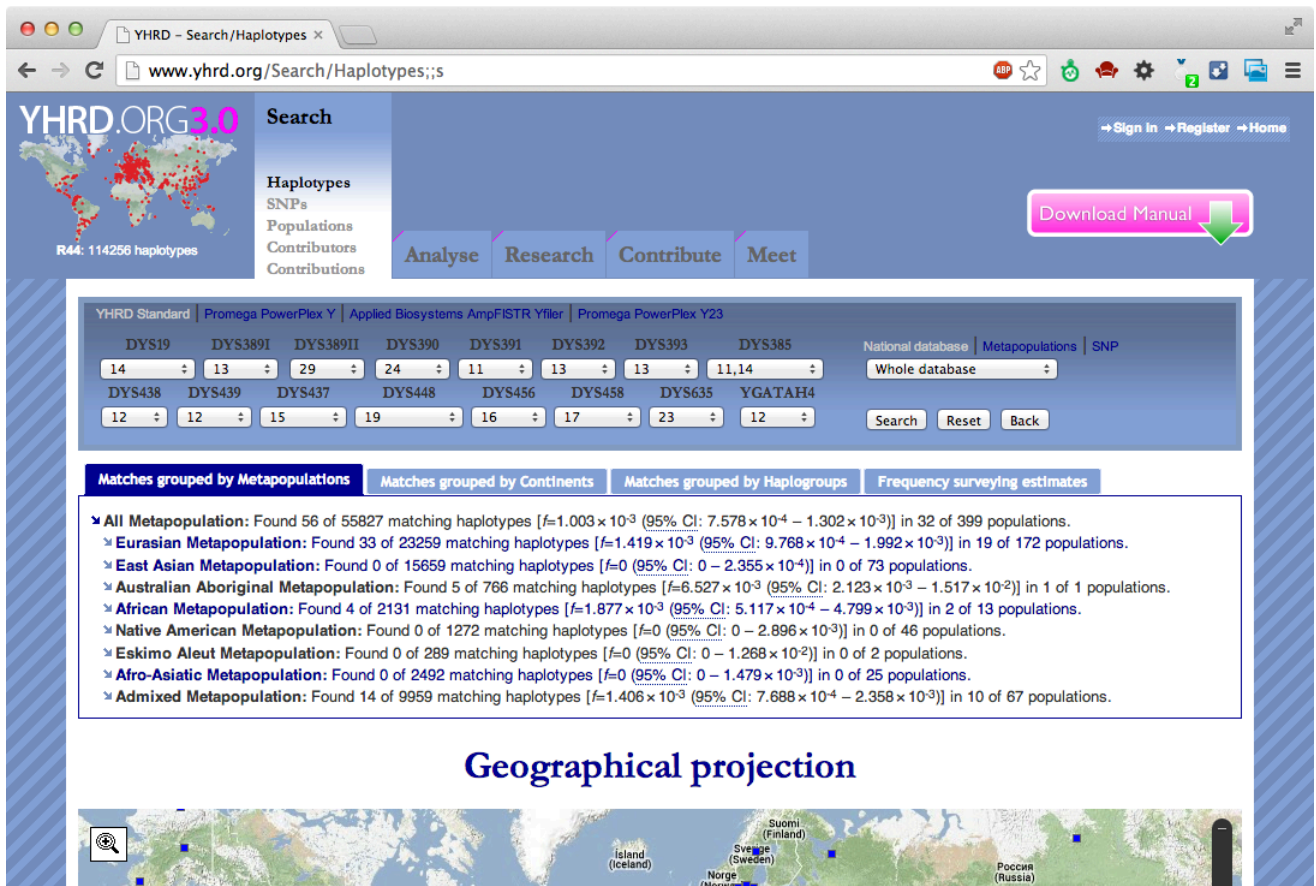 YHRD – Search/Haplotypes ×
www.yhrd.org/Search/Haplotypes;;s
ABP
2
YHRD.ORG3.0
R44: 114256 haplotypes
Search
Haplotypes
SNPs
Populations
Contributors
Contributions
Analyse Research Contribute Meet
Sign In Register Home
Download Manual
YHRD Standard | Promega PowerPlex Y | Applied Biosystems AmpFlSTR Yfiler | Promega PowerPlex Y23
DYS19 DYS389I DYS389II DYS390 DYS391 DYS392 DYS393 DYS385
14 13 29 24 11 13 13 11,14
DYS438 DYS439 DYS437 DYS448 DYS456 DYS458 DYS635 YGATAH4
12 12 15 19 16 17 23 12
National database | Metapopulations | SNP
Whole database
Search Reset Back
Matches grouped by Metapopulations Matches grouped by Continents Matches grouped by Haplogroups Frequency surveying estimates
All Metapopulation: Found 56 of 55827 matching haplotypes [f=1.003 × 10⁻³ (95% CI: 7.578 × 10⁻⁴ – 1.302 × 10⁻³)] in 32 of 399 populations.
Eurasian Metapopulation: Found 33 of 23259 matching haplotypes [f=1.419 × 10⁻³ (95% CI: 9.768 × 10⁻⁴ – 1.992 × 10⁻³)] in 19 of 172 populations.
East Asian Metapopulation: Found 0 of 15659 matching haplotypes [f=0 (95% CI: 0 – 2.355 × 10⁻⁴)] in 0 of 73 populations.
Australian Aboriginal Metapopulation: Found 5 of 766 matching haplotypes [f=6.527 × 10⁻³ (95% CI: 2.123 × 10⁻³ – 1.517 × 10⁻²)] in 1 of 1 populations.
African Metapopulation: Found 4 of 2131 matching haplotypes [f=1.877 × 10⁻³ (95% CI: 5.117 × 10⁻⁴ – 4.799 × 10⁻³)] in 2 of 13 populations.
Native American Metapopulation: Found 0 of 1272 matching haplotypes [f=0 (95% CI: 0 – 2.896 × 10⁻³)] in 0 of 46 populations.
Eskimo Aleut Metapopulation: Found 0 of 289 matching haplotypes [f=0 (95% CI: 0 – 1.268 × 10⁻²)] in 0 of 2 populations.
Afro-Asiatic Metapopulation: Found 0 of 2492 matching haplotypes [f=0 (95% CI: 0 – 1.479 × 10⁻³)] in 0 of 25 populations.
Admixed Metapopulation: Found 14 of 9959 matching haplotypes [f=1.406 × 10⁻³ (95% CI: 7.688 × 10⁻⁴ – 2.358 × 10⁻³)] in 10 of 67 populations.
Geographical projection
Suomi
(Finland)
Ísland
(Iceland)
Sverige
(Sweden)
Norge
Россия
(Russia)